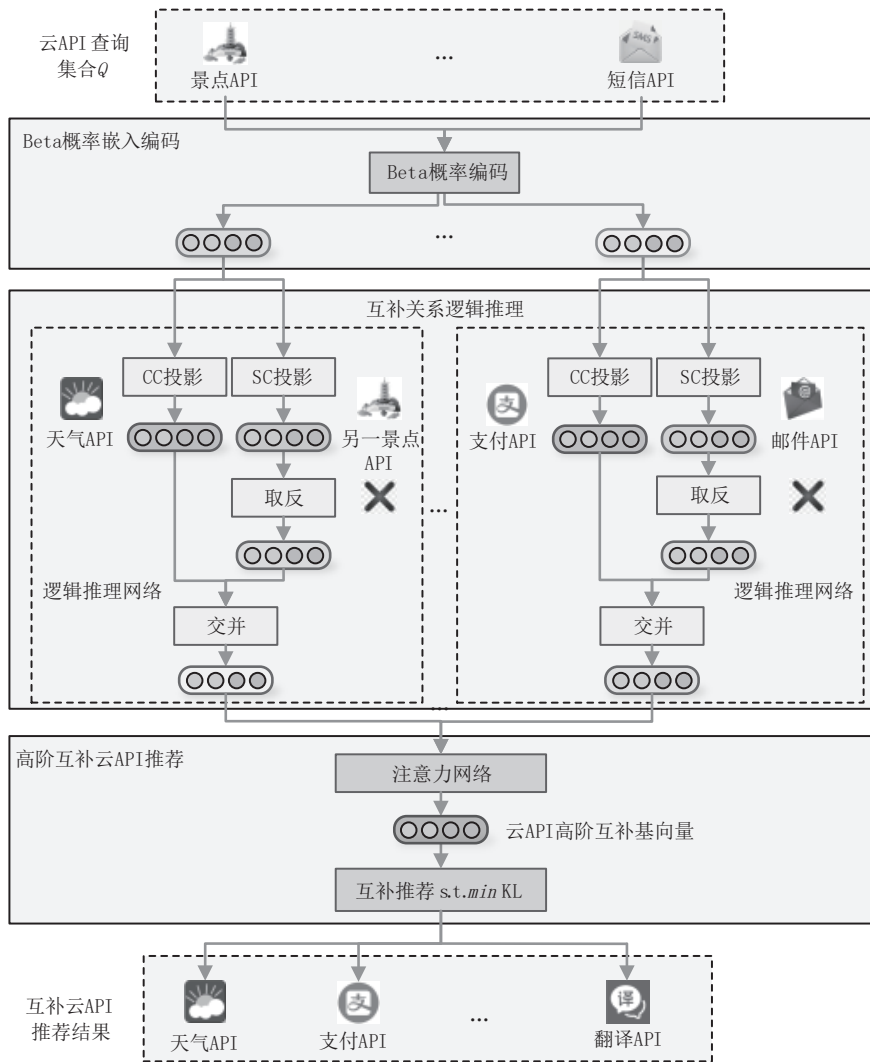 云API 查询
集合Q
景点API
...
SMS
短信API
Beta概率嵌入编码
Beta概率编码
...
互补关系逻辑推理
CC投影
SC投影
天气API
另一景点
API
取反
逻辑推理网络
交并
...
CC投影
SC投影
支
支付API
@
邮件API
取反
逻辑推理网络
交并
...
高阶互补云API推荐
注意力网络
云API高阶互补基向量
互补推荐 s.t.min KL
互补云API
推荐结果
天气API
支
支付API
...
译
翻译API